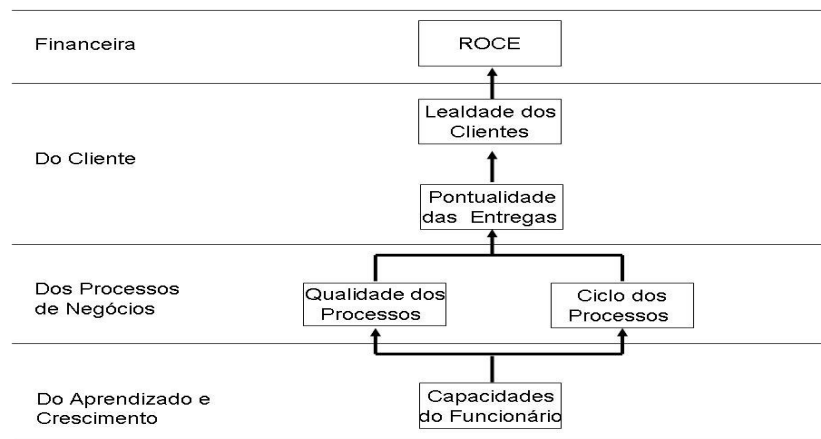 Financeira
ROCE
Lealdade dos
Clientes
Do Cliente
Pontualidade
das Entregas
Dos Processos
de Negócios
Qualidade dos
Processos
Ciclo dos
Processos
Do Aprendizado e
Crescimento
Capacidades
do Funcionário